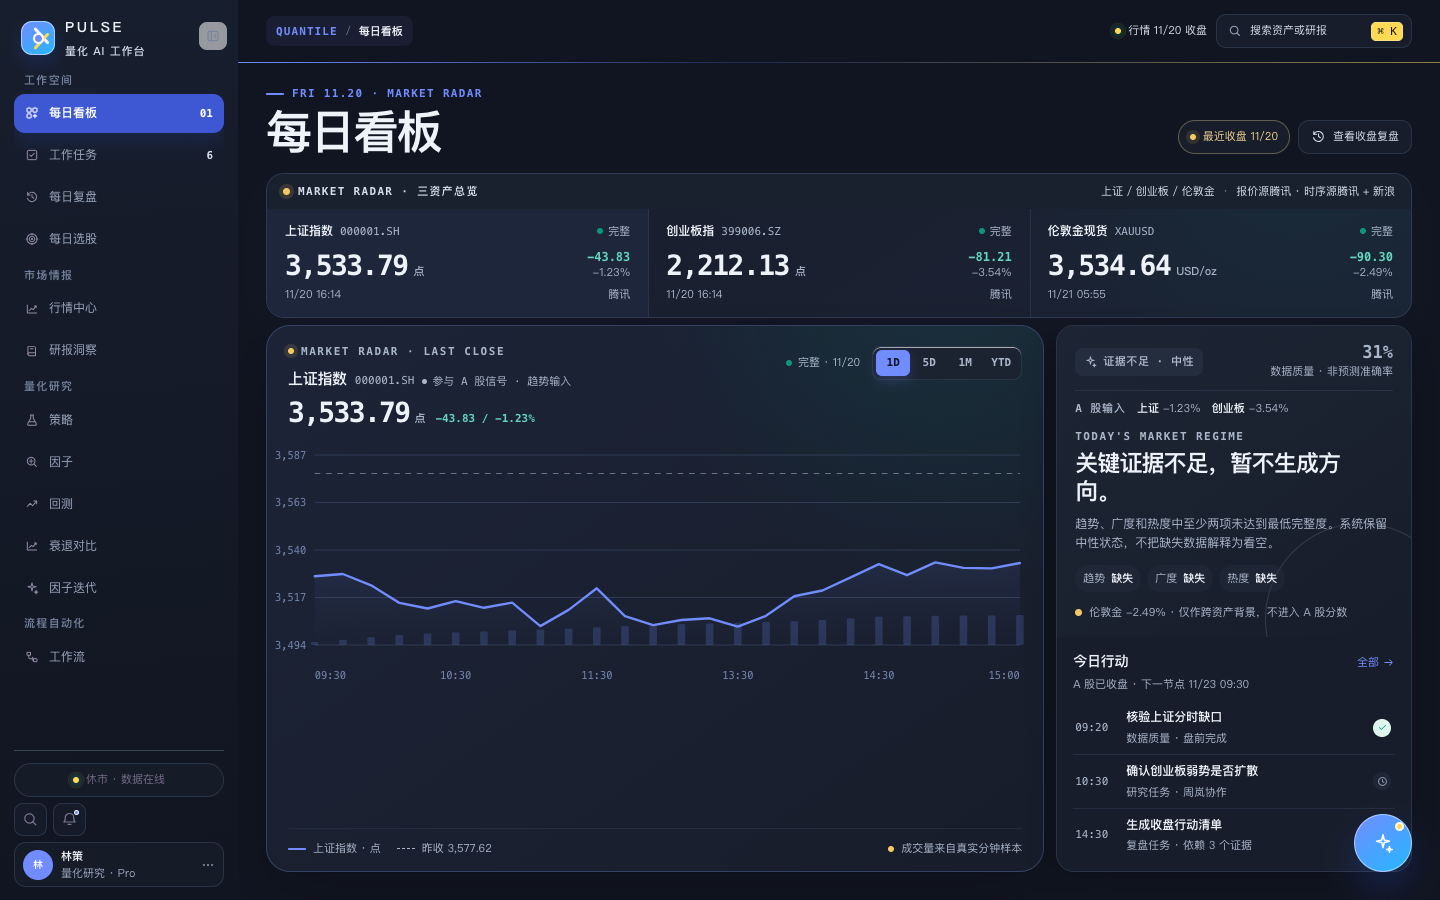 PULSE
量化 AI 工作台
工作空间
每日看板 01
工作任务 6
每日复盘
每日选股
市场情报
行情中心
研报洞察
量化研究
策略
因子
回测
衰退对比
因子迭代
流程自动化
工作流
休市 · 数据在线
林
林策
量化研究 · Pro
QUANTILE / 每日看板
行情 11/20 收盘
搜索资产或研报
⌘ K
FRI 11.20 · MARKET RADAR
每日看板
最近收盘 11/20
查看收盘复盘
MARKET RADAR · 三资产总览
上证 / 创业板 / 伦敦金 · 报价源腾讯 · 时序源腾讯 + 新浪
上证指数 000001.SH 完整
3,533.79 点
−43.83
−1.23%
11/20 16:14 腾讯
创业板指 399006.SZ 完整
2,212.13 点
−81.21
−3.54%
11/20 16:14 腾讯
伦敦金现货 XAUUSD 完整
3,534.64 USD/oz
−90.30
−2.49%
11/21 05:55 腾讯
MARKET RADAR · LAST CLOSE
上证指数 000001.SH 参与 A 股信号 · 趋势输入
3,533.79 点 −43.83 / −1.23%
完整 · 11/20
1D 5D 1M YTD
3,587
3,563
3,540
3,517
3,494
09:30 10:30 11:30 13:30 14:30 15:00
上证指数 · 点 昨收 3,577.62
成交量来自真实分钟样本
证据不足 · 中性
31%
数据质量 · 非预测准确率
A 股输入 上证 −1.23% 创业板 −3.54%
TODAY'S MARKET REGIME
关键证据不足，暂不生成方
向。
趋势、广度和热度中至少两项未达到最低完整度。系统保留
中性状态，不把缺失数据解释为看空。
趋势 缺失 广度 缺失 热度 缺失
伦敦金 −2.49% · 仅作跨资产背景，不进入 A 股分数
今日行动 全部 →
A 股已收盘 · 下一节点 11/23 09:30
09:20
核验上证分时缺口
数据质量 · 盘前完成
10:30
确认创业板弱势是否扩散
研究任务 · 周岚协作
14:30
生成收盘行动清单
复盘任务 · 依赖 3 个证据